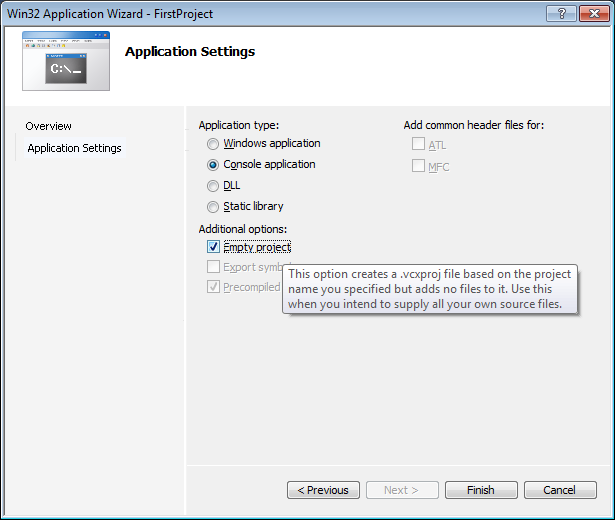 Win32 Application Wizard - FirstProject
C:\_
Application Settings
Overview
Application Settings
Application type:
Windows application
Console application
DLL
Static library
Add common header files for:
ATL
MFC
Additional options:
Empty project
Export symb
Precompiled
This option creates a .vcxproj file based on the project
name you specified but adds no files to it. Use this
when you intend to supply all your own source files.
< Previous
Next >
Finish
Cancel